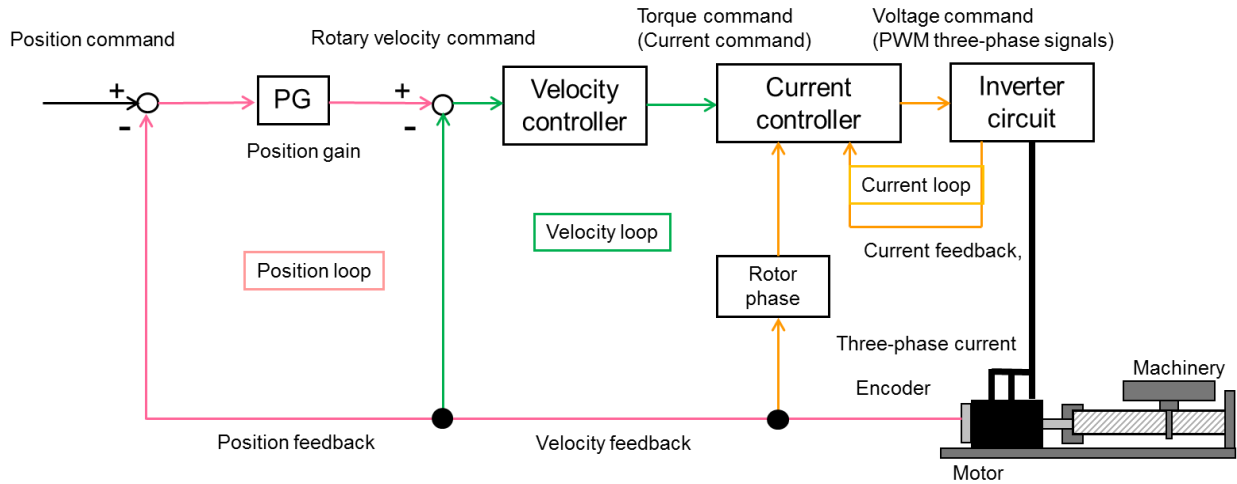 Position command
Rotary velocity command
Torque command
(Current command)
Voltage command
(PWM three-phase signals)
+
-
PG
Position gain
+
-
Velocity
controller
Current
controller
Inverter
circuit
Current loop
Velocity loop
Position loop
Current feedback,
Rotor
phase
Three-phase current
Machinery
Encoder
Position feedback
Velocity feedback
Motor